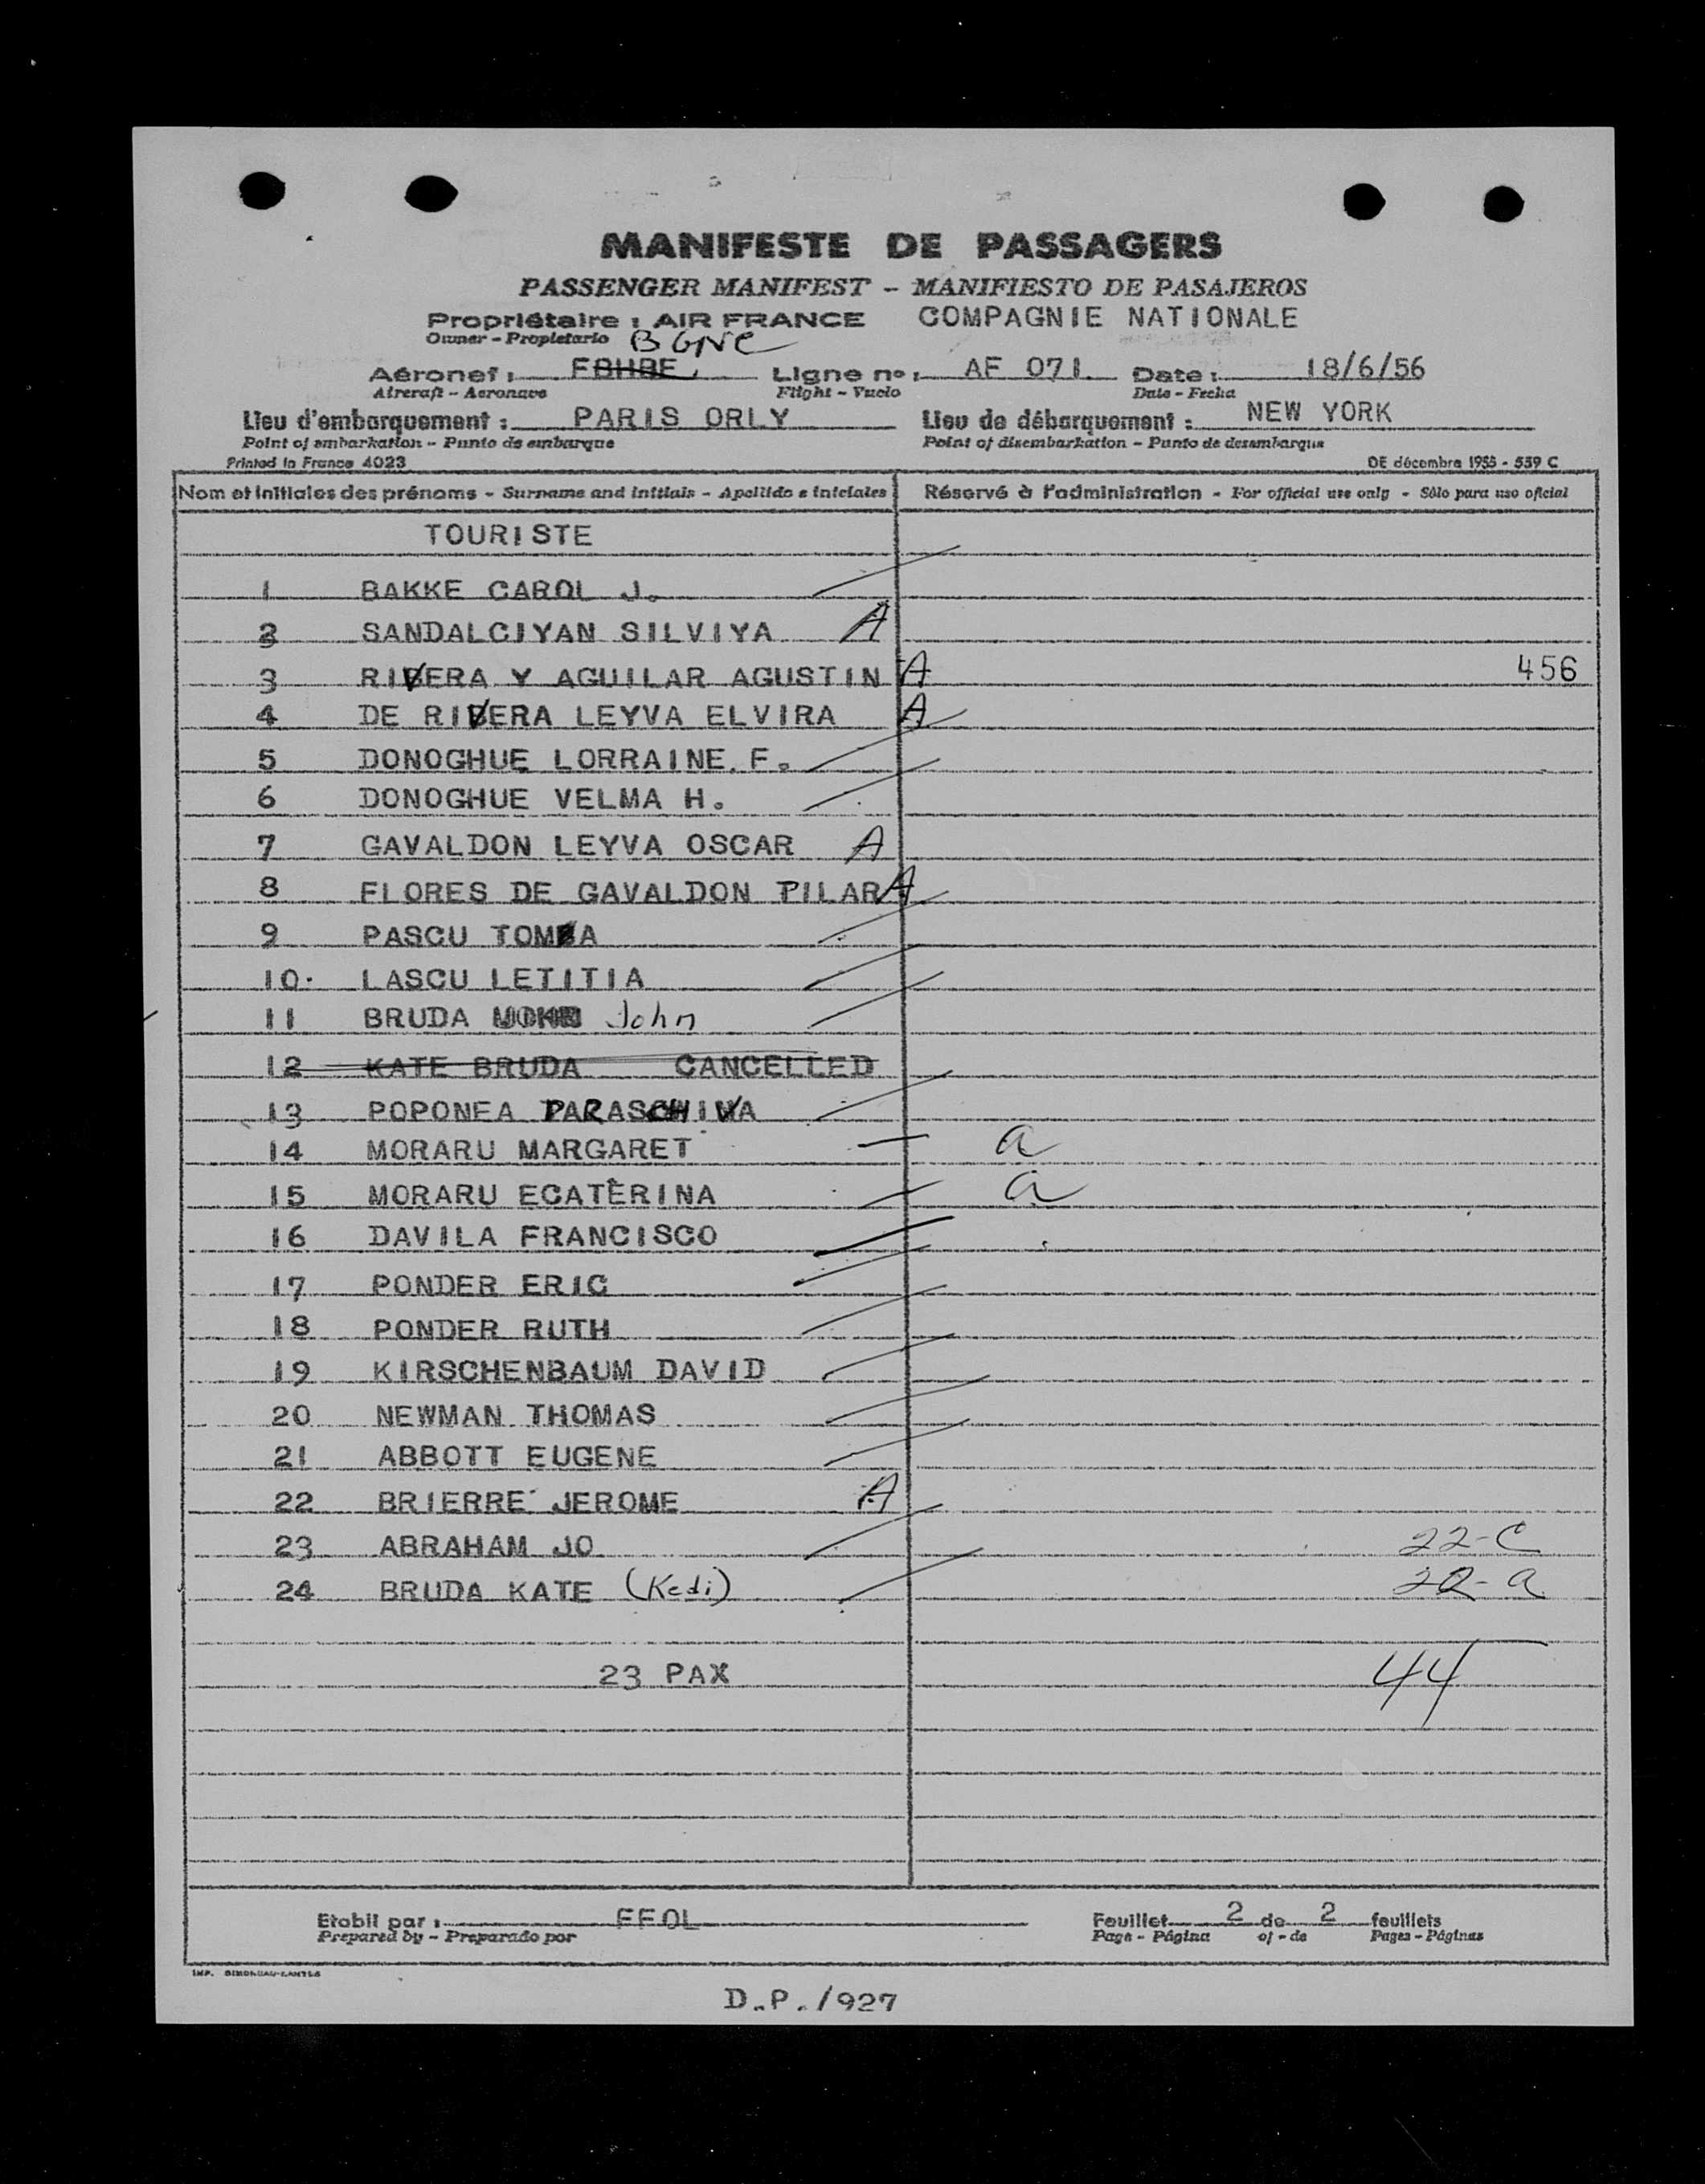 MANIFESTE DE PASSAGERS
PASSENGER MANIFEST - MANIFIESTO DE PASAJEROS
Propriétaire : AIR FRANCE COMPAGNIE NATIONALE
Owner - Propietario
Aéronef : FBHBE, Ligne no : AF 071 Date : 18/6/56
Aircraft - Aeronave Flight - Vuelo Date - Fecha
Lieu d'embarquement : PARIS ORLY Lieu de débarquement : NEW YORK
Point of embarkation - Punto de embarque Point of disembarkation - Punto de desembarque
Printed in France 4023 DE décembre 1955 - 559 C
Nom et initiales des prénoms - Surname and initials - Apellido e iniciales Réservé à l'administration - For official use only - Sólo para uso oficial
TOURISTE
1 BAKKE CAROL J.
2 SANDALCIYAN SILVIYA A
3 RIVERA Y AGUILAR AGUSTIN A 456
4 DE RIVERA LEYVA ELVIRA A
5 DONOGHUE LORRAINE. F.
6 DONOGHUE VELMA H.
7 GAVALDON LEYVA OSCAR A
8 FLORES DE GAVALDON PILAR A
9 PASCU TOMA
10. LASCU LETITIA
11 BRUDA John
12 KATE BRUDA CANCELLED
13 POPONEA PARASCHIVA
14 MORARU MARGARET a
15 MORARU ECATERINA a
16 DAVILA FRANCISCO
17 PONDER ERIC
18 PONDER RUTH
19 KIRSCHENBAUM DAVID
20 NEWMAN THOMAS
21 ABBOTT EUGENE
22 BRIERRE JEROME A
23 ABRAHAM JO 22-C
24 BRUDA KATE (Kedi) 22-a
23 PAX 44
Etabli par : FFOL Feuillet 2 de 2 feuillets
Prepared by - Preparado por Page - Página of - de Pages - Páginas
D.P./927